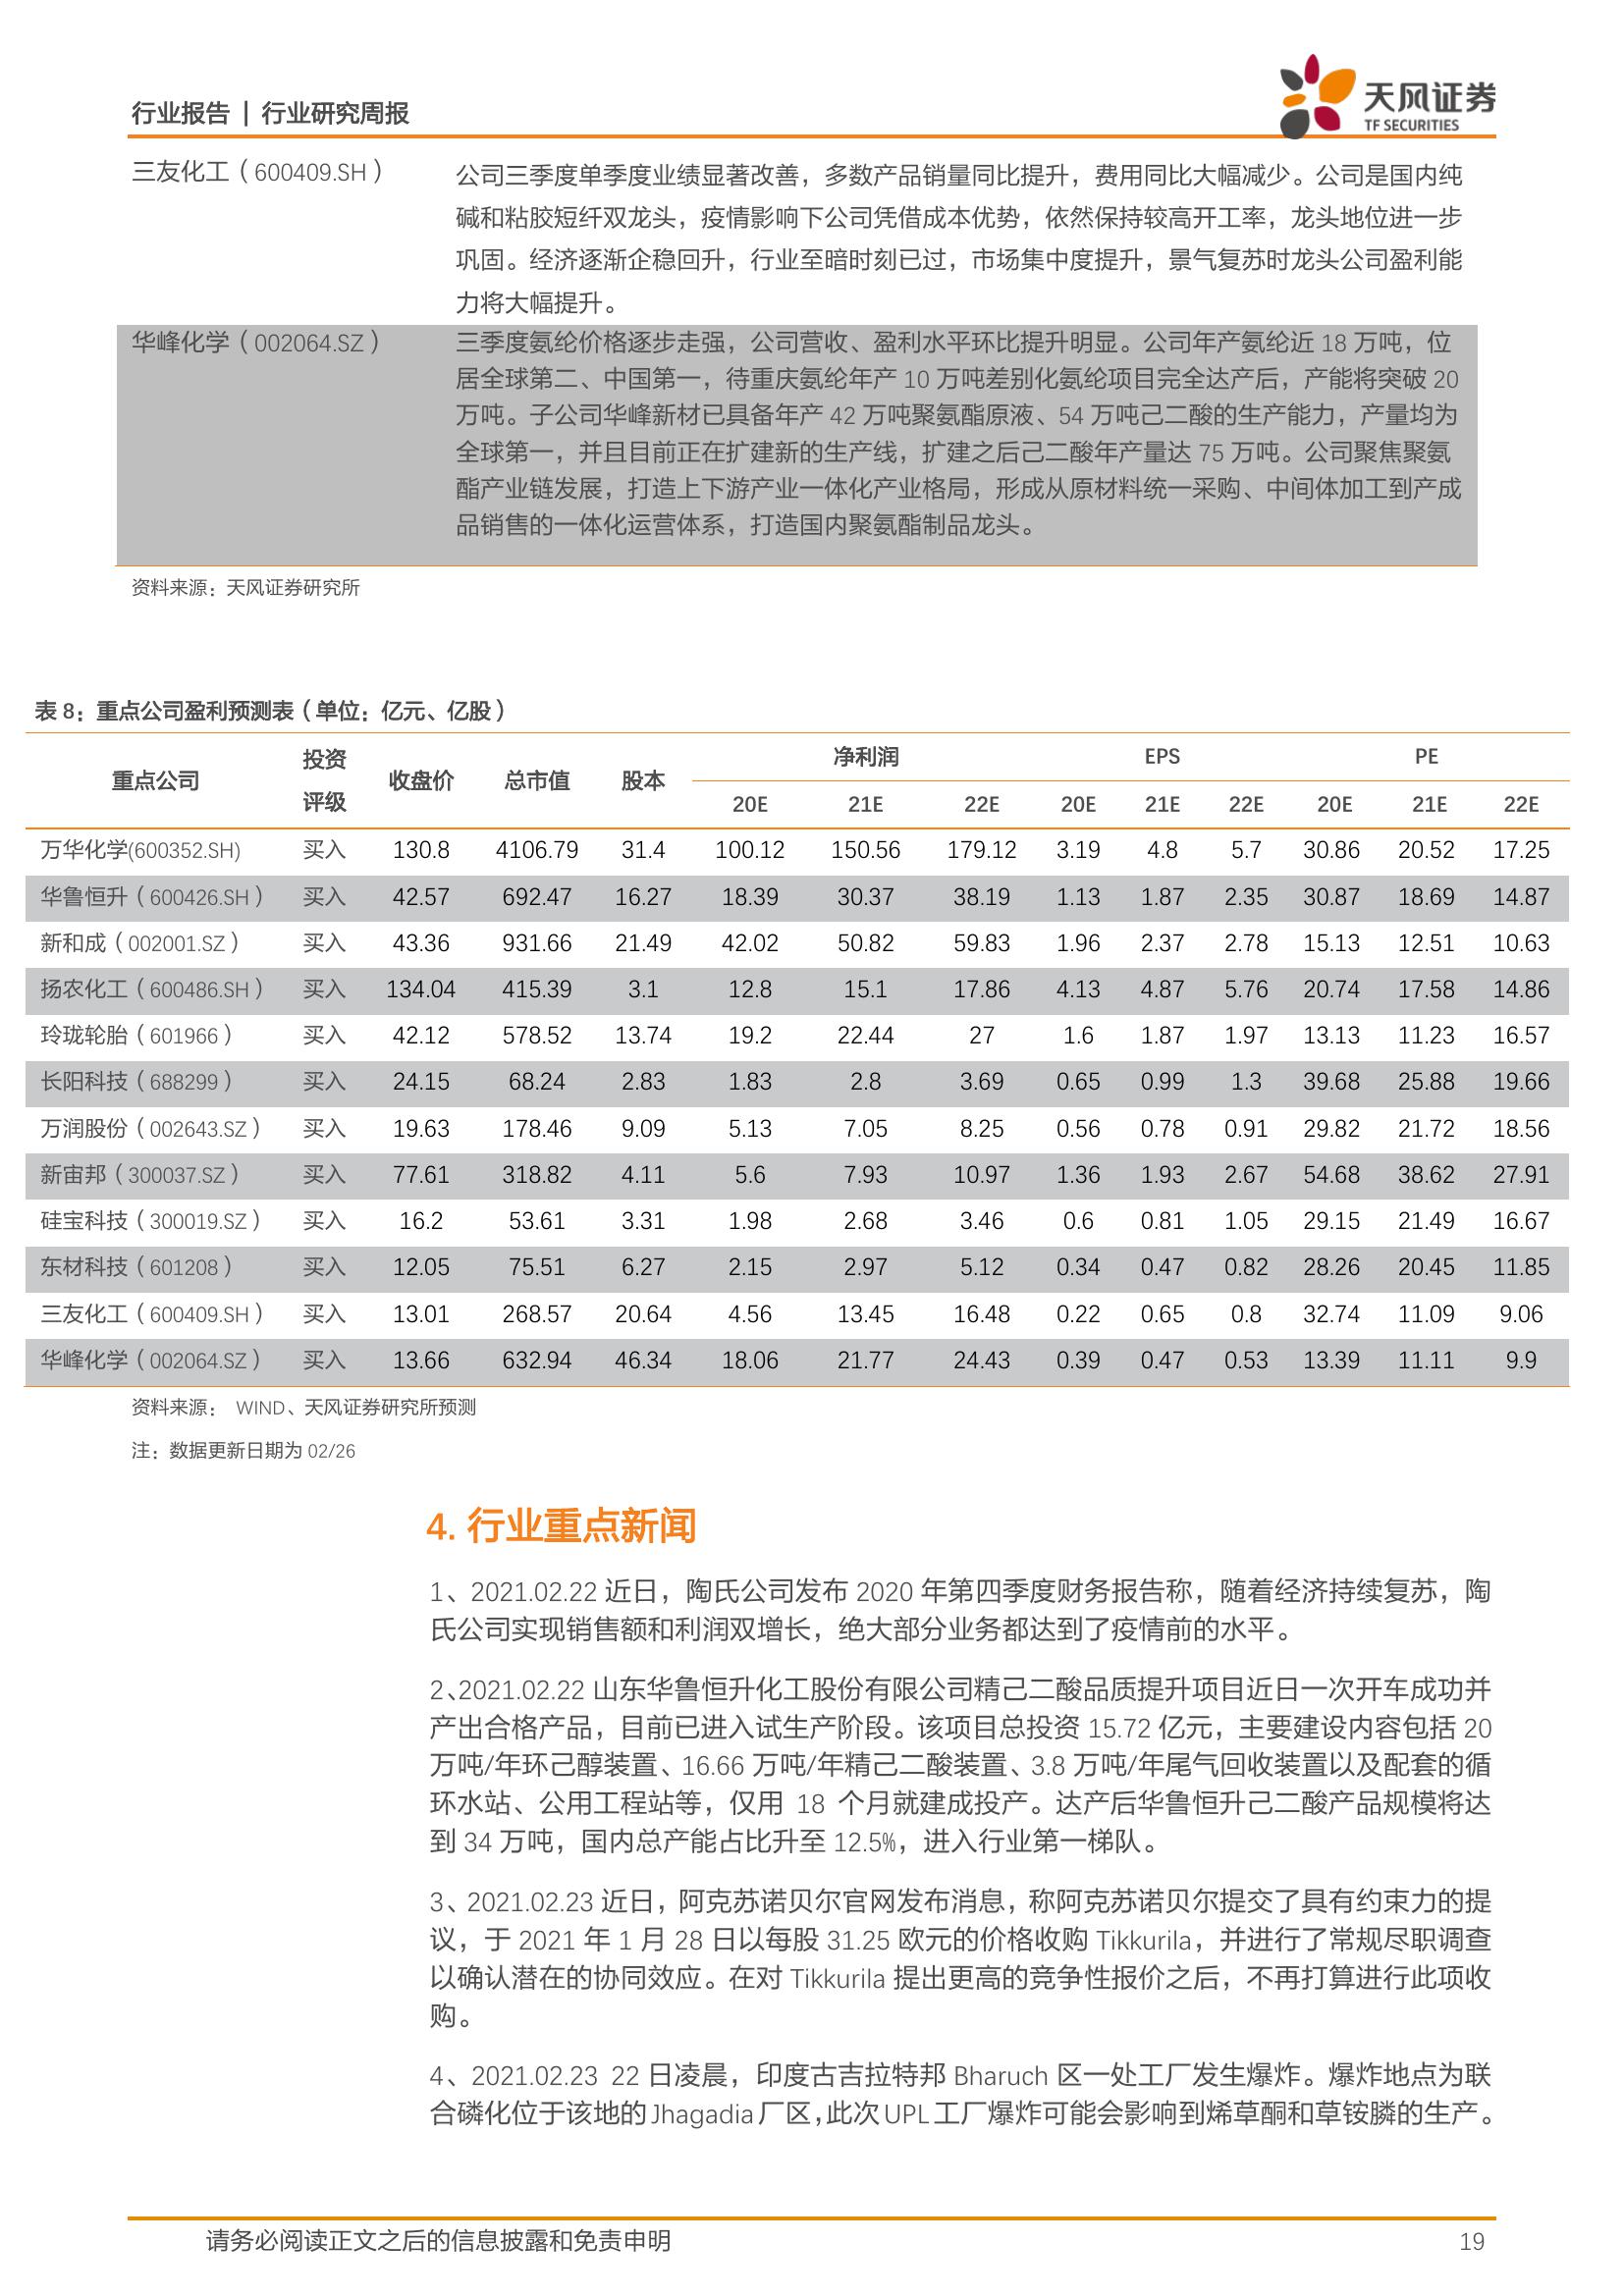 行业报告 | 行业研究周报
天风证券
TF SECURITIES
三友化工（600409.SH） 公司三季度单季度业绩显著改善，多数产品销量同比提升，费用同比大幅减少。公司是国内纯
碱和粘胶短纤双龙头，疫情影响下公司凭借成本优势，依然保持较高开工率，龙头地位进一步
巩固。经济逐渐企稳回升，行业至暗时刻已过，市场集中度提升，景气复苏时龙头公司盈利能
力将大幅提升。
华峰化学（002064.SZ） 三季度氨纶价格逐步走强，公司营收、盈利水平环比提升明显。公司年产氨纶近 18 万吨，位
居全球第二、中国第一，待重庆氨纶年产 10 万吨差别化氨纶项目完全达产后，产能将突破 20
万吨。子公司华峰新材已具备年产 42 万吨聚氨酯原液、54 万吨己二酸的生产能力，产量均为
全球第一，并且目前正在扩建新的生产线，扩建之后己二酸年产量达 75 万吨。公司聚焦聚氨
酯产业链发展，打造上下游产业一体化产业格局，形成从原材料统一采购、中间体加工到产成
品销售的一体化运营体系，打造国内聚氨酯制品龙头。
资料来源：天风证券研究所
表 8：重点公司盈利预测表（单位：亿元、亿股）
重点公司 投资评级 收盘价 总市值 股本 净利润 EPS PE
20E 21E 22E 20E 21E 22E 20E 21E 22E
万华化学(600352.SH) 买入 130.8 4106.79 31.4 100.12 150.56 179.12 3.19 4.8 5.7 30.86 20.52 17.25
华鲁恒升（600426.SH） 买入 42.57 692.47 16.27 18.39 30.37 38.19 1.13 1.87 2.35 30.87 18.69 14.87
新和成（002001.SZ） 买入 43.36 931.66 21.49 42.02 50.82 59.83 1.96 2.37 2.78 15.13 12.51 10.63
扬农化工（600486.SH） 买入 134.04 415.39 3.1 12.8 15.1 17.86 4.13 4.87 5.76 20.74 17.58 14.86
玲珑轮胎（601966） 买入 42.12 578.52 13.74 19.2 22.44 27 1.6 1.87 1.97 13.13 11.23 16.57
长阳科技（688299） 买入 24.15 68.24 2.83 1.83 2.8 3.69 0.65 0.99 1.3 39.68 25.88 19.66
万润股份（002643.SZ） 买入 19.63 178.46 9.09 5.13 7.05 8.25 0.56 0.78 0.91 29.82 21.72 18.56
新宙邦（300037.SZ） 买入 77.61 318.82 4.11 5.6 7.93 10.97 1.36 1.93 2.67 54.68 38.62 27.91
硅宝科技（300019.SZ） 买入 16.2 53.61 3.31 1.98 2.68 3.46 0.6 0.81 1.05 29.15 21.49 16.67
东材科技（601208） 买入 12.05 75.51 6.27 2.15 2.97 5.12 0.34 0.47 0.82 28.26 20.45 11.85
三友化工（600409.SH） 买入 13.01 268.57 20.64 4.56 13.45 16.48 0.22 0.65 0.8 32.74 11.09 9.06
华峰化学（002064.SZ） 买入 13.66 632.94 46.34 18.06 21.77 24.43 0.39 0.47 0.53 13.39 11.11 9.9
资料来源： WIND、天风证券研究所预测
注：数据更新日期为 02/26
4. 行业重点新闻
1、2021.02.22 近日，陶氏公司发布 2020 年第四季度财务报告称，随着经济持续复苏，陶
氏公司实现销售额和利润双增长，绝大部分业务都达到了疫情前的水平。
2、2021.02.22 山东华鲁恒升化工股份有限公司精己二酸品质提升项目近日一次开车成功并
产出合格产品，目前已进入试生产阶段。该项目总投资 15.72 亿元，主要建设内容包括 20
万吨/年环己醇装置、16.66 万吨/年精己二酸装置、3.8 万吨/年尾气回收装置以及配套的循
环水站、公用工程站等，仅用 18 个月就建成投产。达产后华鲁恒升己二酸产品规模将达
到 34 万吨，国内总产能占比升至 12.5%，进入行业第一梯队。
3、2021.02.23 近日，阿克苏诺贝尔官网发布消息，称阿克苏诺贝尔提交了具有约束力的提
议，于 2021 年 1 月 28 日以每股 31.25 欧元的价格收购 Tikkurila，并进行了常规尽职调查
以确认潜在的协同效应。在对 Tikkurila 提出更高的竞争性报价之后，不再打算进行此项收
购。
4、2021.02.23 22 日凌晨，印度古吉拉特邦 Bharuch 区一处工厂发生爆炸。爆炸地点为联
合磷化位于该地的 Jhagadia 厂区，此次 UPL 工厂爆炸可能会影响到烯草酮和草铵膦的生产。
请务必阅读正文之后的信息披露和免责申明 19